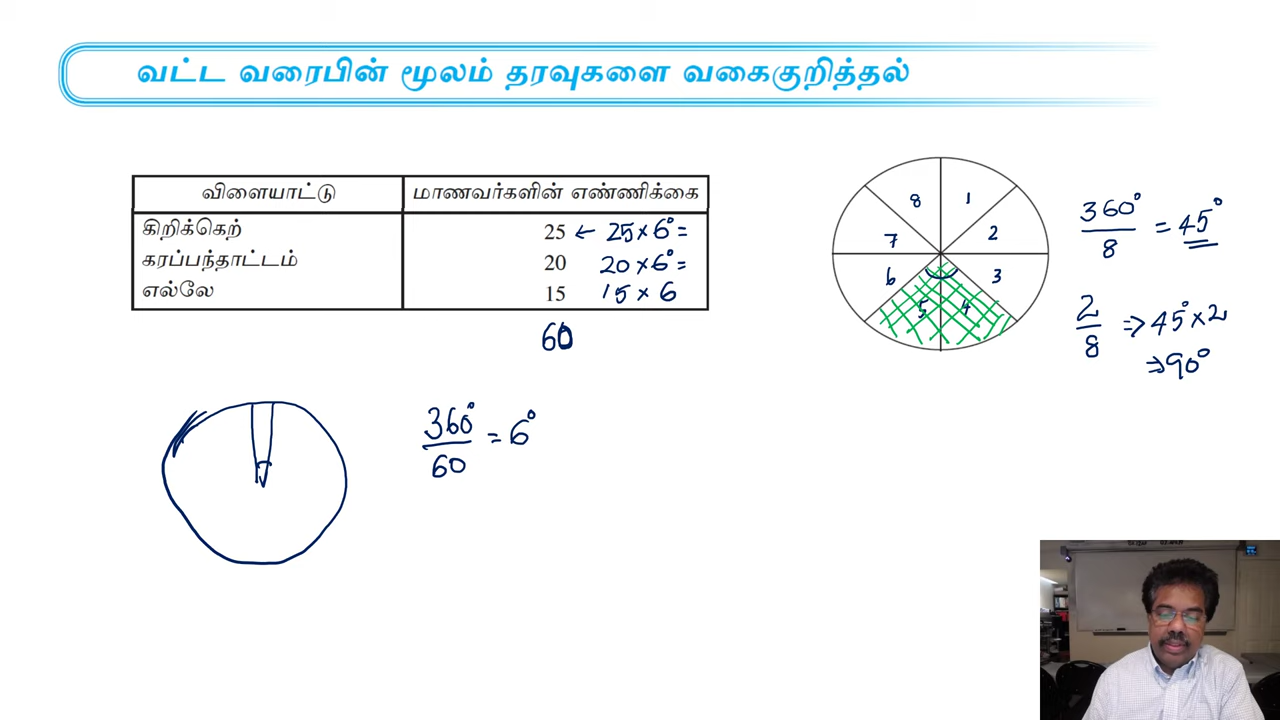 வட்ட வரைபின் மூலம் தரவுகளை வகைகுறித்தல்
விளையாட்டு மாணவர்களின் எண்ணிக்கை
கிறிக்கெற் 25 ← 25 × 6° =
கரப்பந்தாட்டம் 20 20 × 6° =
எல்லே 15 15 × 6
60
360°/60 = 6°
8 1
7 2
6 3
5 4
360°/8 = 45°
2/8 ⇒ 45° × 2
⇒ 90°